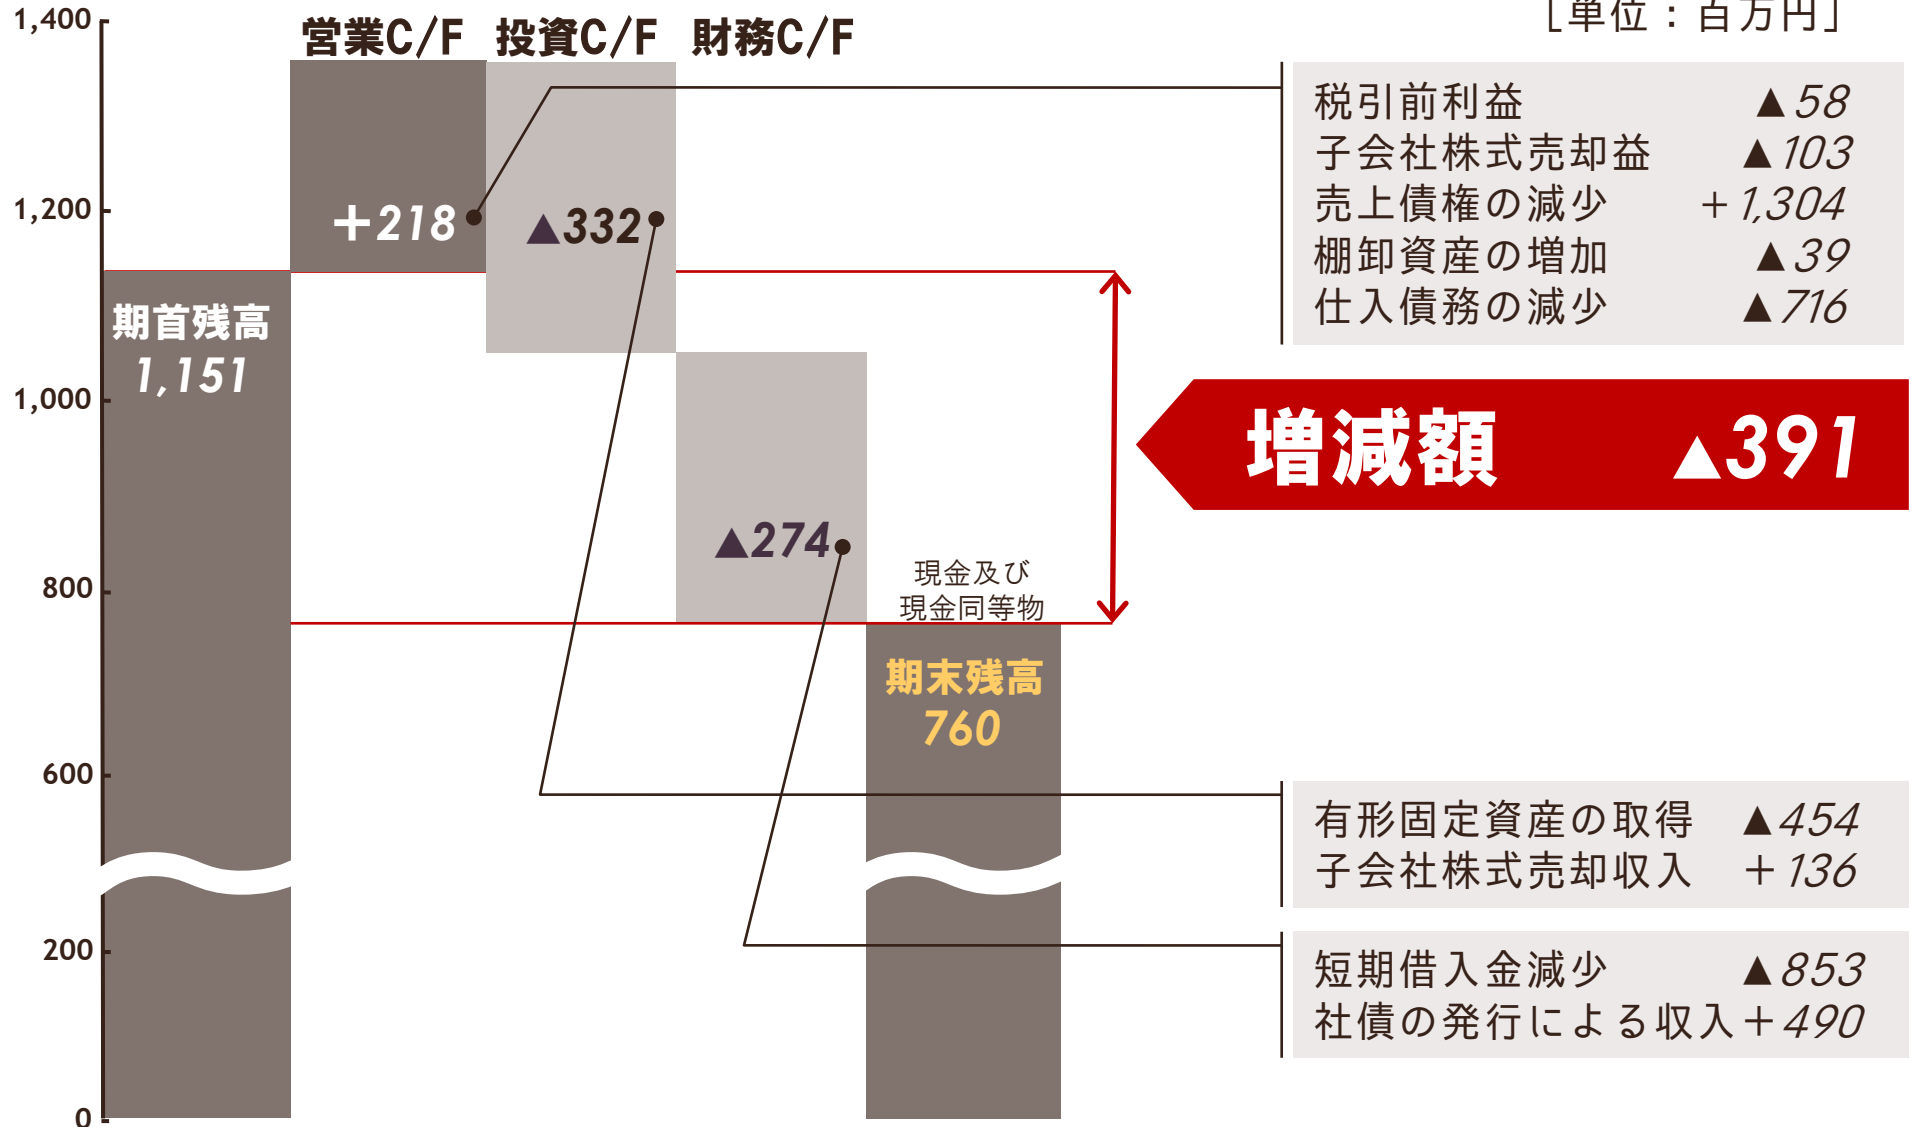 [単位：百万円]
営業C/F 投資C/F 財務C/F
1,400
1,200
1,000
800
600
200
0
期首残高
1,151
+218
▲332
▲274
現金及び
現金同等物
期末残高
760
税引前利益 ▲58
子会社株式売却益 ▲103
売上債権の減少 +1,304
棚卸資産の増加 ▲39
仕入債務の減少 ▲716
増減額 ▲391
有形固定資産の取得 ▲454
子会社株式売却収入 +136
短期借入金減少 ▲853
社債の発行による収入+490